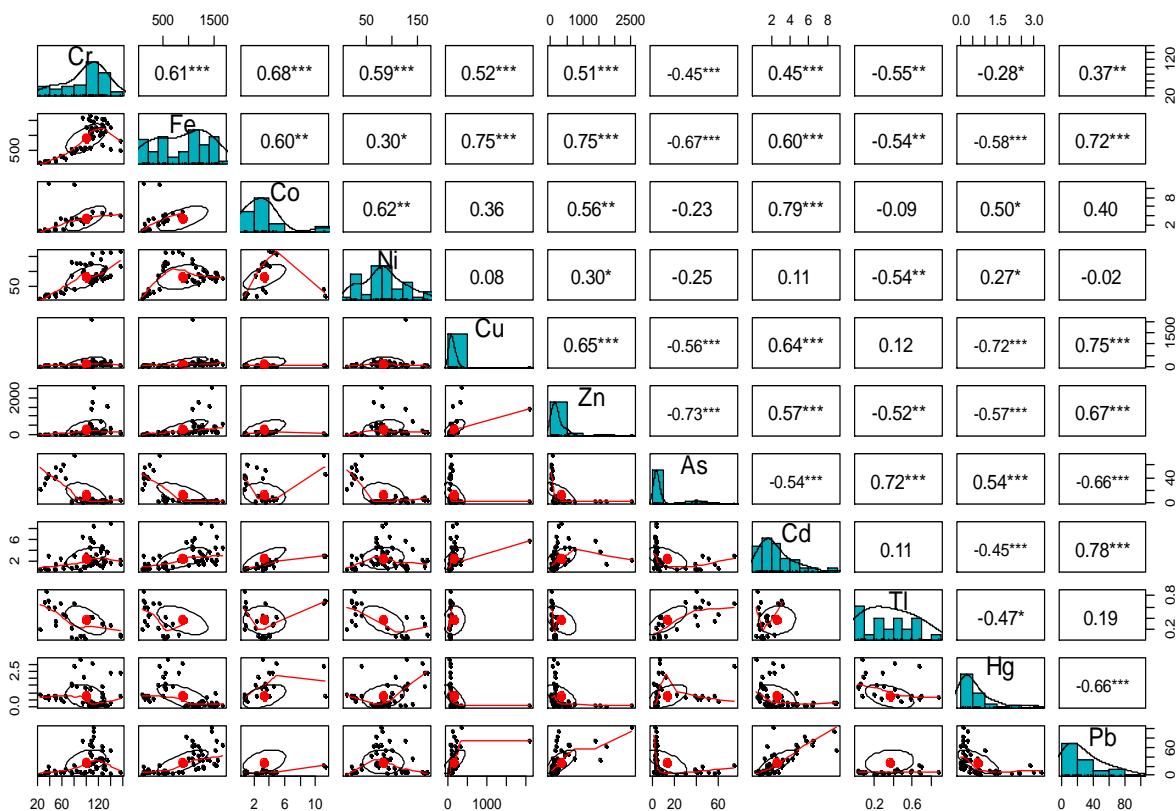 500 1500 0 50 150 0 1000 2500 2 4 6 8 0.0 1.5 3.0
Cr 0.61*** 0.68*** 0.59*** 0.52*** 0.51*** -0.45*** 0.45*** -0.55** -0.28* 0.37** 20 120
500 Fe 0.60** 0.30* 0.75*** 0.75*** -0.67*** 0.60*** -0.54** -0.58*** 0.72***
Co 0.62** 0.36 0.56** -0.23 0.79*** -0.09 0.50* 0.40 2 8
50 Ni 0.08 0.30* -0.25 0.11 -0.54** 0.27* -0.02
Cu 0.65*** -0.56*** 0.64*** 0.12 -0.72*** 0.75*** 0 1500
0 2000 Zn -0.73*** 0.57*** -0.52** -0.57*** 0.67***
As -0.54*** 0.72*** 0.54*** -0.66*** 0 40
2 6 Cd 0.11 -0.45*** 0.78***
Tl -0.47* 0.19 0.2 0.8
0.0 2.5 Hg -0.66***
Pb 0 60
20 60 120 2 6 10 0 1000 0 20 60 0.2 0.6 0 40 80